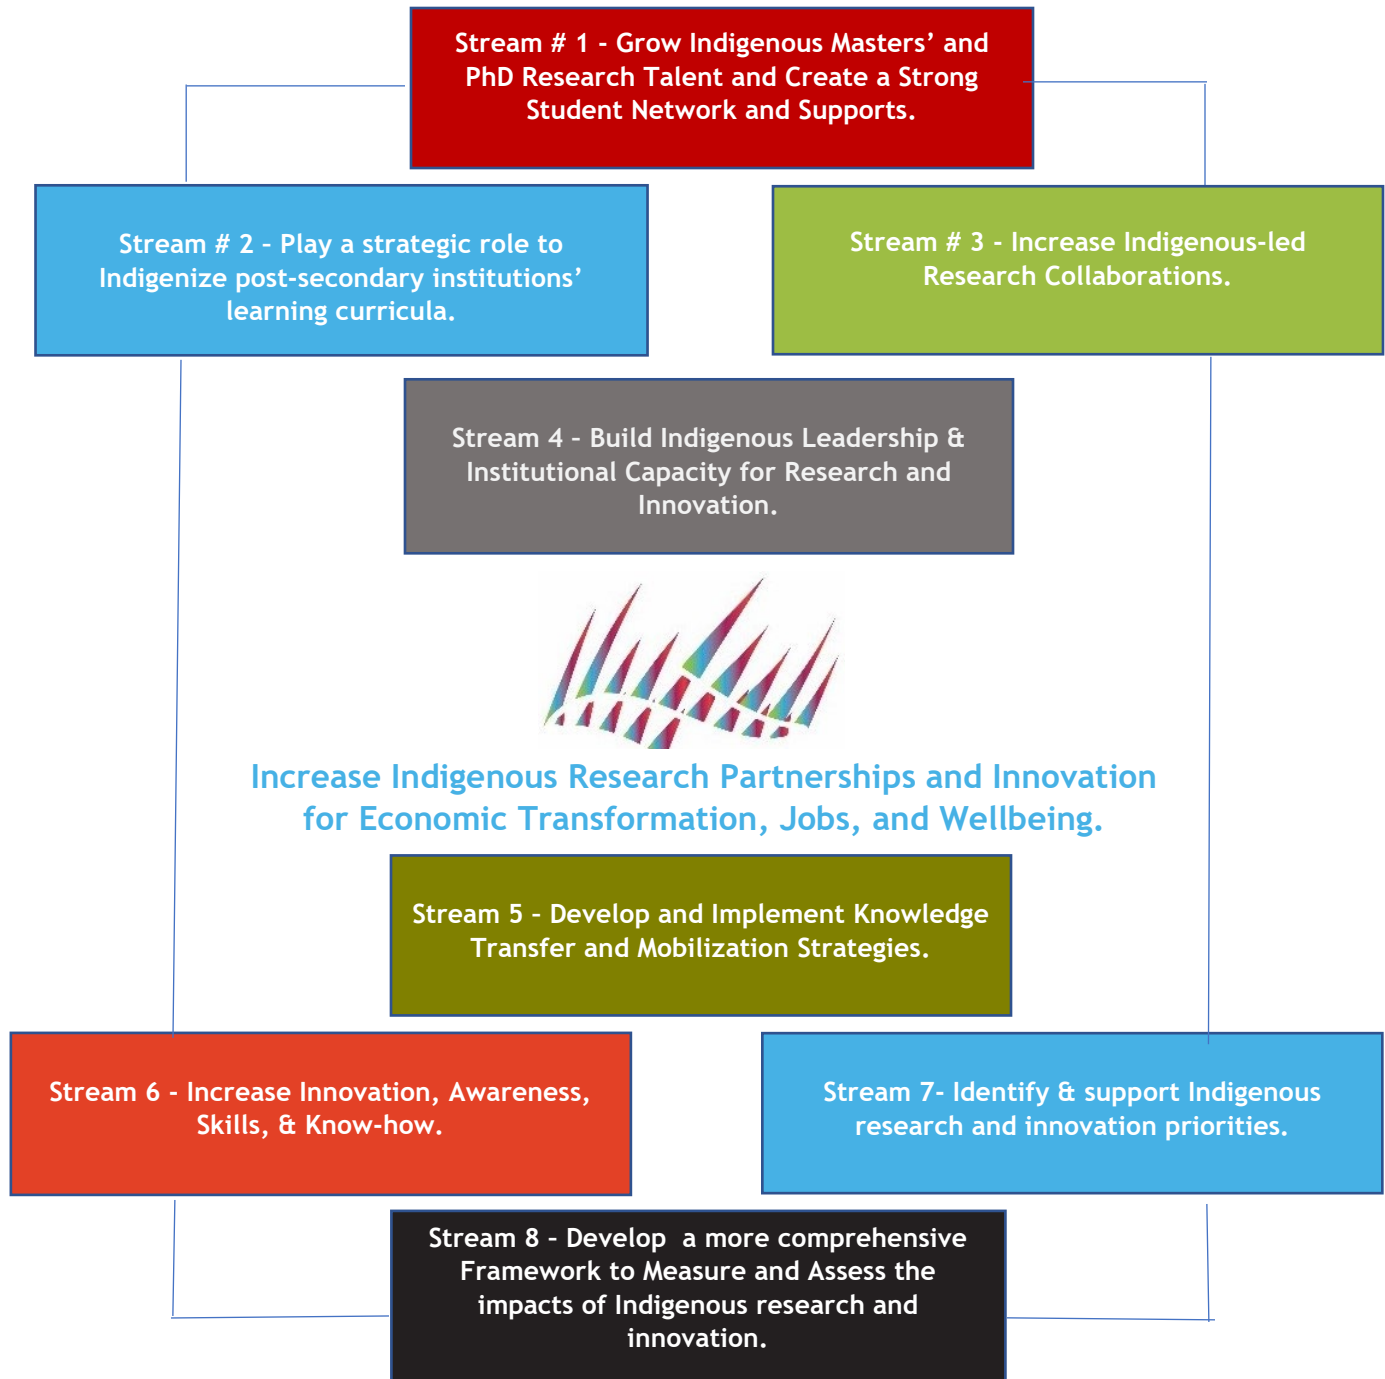 Stream # 1 - Grow Indigenous Masters’ and
PhD Research Talent and Create a Strong
Student Network and Supports.
Stream # 2 – Play a strategic role to
Indigenize post-secondary institutions’
learning curricula.
Stream # 3 - Increase Indigenous-led
Research Collaborations.
Stream 4 – Build Indigenous Leadership &
Institutional Capacity for Research and
Innovation.
Increase Indigenous Research Partnerships and Innovation
for Economic Transformation, Jobs, and Wellbeing.
Stream 5 – Develop and Implement Knowledge
Transfer and Mobilization Strategies.
Stream 6 - Increase Innovation, Awareness,
Skills, & Know-how.
Stream 7- Identify & support Indigenous
research and innovation priorities.
Stream 8 – Develop a more comprehensive
Framework to Measure and Assess the
impacts of Indigenous research and
innovation.